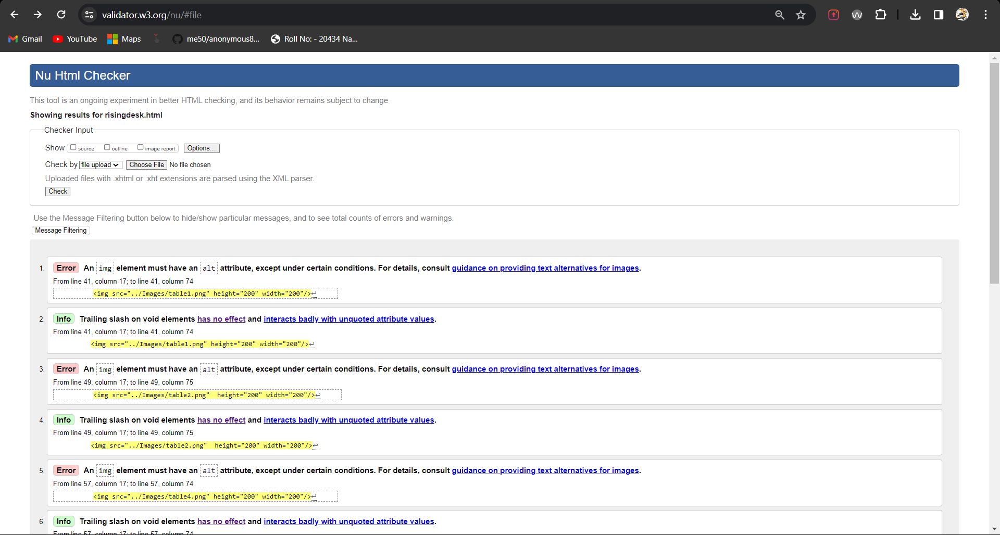 validator.w3.org/nu/#file
Gmail YouTube Maps me50/anonymous8... Roll No: - 20434 Na...
Nu Html Checker
This tool is an ongoing experiment in better HTML checking, and its behavior remains subject to change
Showing results for risingdesk.html
Checker Input
Show source outline image report Options...
Check by file upload Choose File No file chosen
Uploaded files with .xhtml or .xht extensions are parsed using the XML parser.
Check
Use the Message Filtering button below to hide/show particular messages, and to see total counts of errors and warnings.
Message Filtering
1. Error An img element must have an alt attribute, except under certain conditions. For details, consult guidance on providing text alternatives for images.
From line 41, column 17; to line 41, column 74
<img src="../Images/table1.png" height="200" width="200"/>↩
2. Info Trailing slash on void elements has no effect and interacts badly with unquoted attribute values.
From line 41, column 17; to line 41, column 74
<img src="../Images/table1.png" height="200" width="200"/>↩
3. Error An img element must have an alt attribute, except under certain conditions. For details, consult guidance on providing text alternatives for images.
From line 49, column 17; to line 49, column 75
<img src="../Images/table2.png"  height="200" width="200"/>↩
4. Info Trailing slash on void elements has no effect and interacts badly with unquoted attribute values.
From line 49, column 17; to line 49, column 75
<img src="../Images/table2.png"  height="200" width="200"/>↩
5. Error An img element must have an alt attribute, except under certain conditions. For details, consult guidance on providing text alternatives for images.
From line 57, column 17; to line 57, column 74
<img src="../Images/table4.png" height="200" width="200"/>↩
6. Info Trailing slash on void elements has no effect and interacts badly with unquoted attribute values.
From line 57, column 17; to line 57, column 74